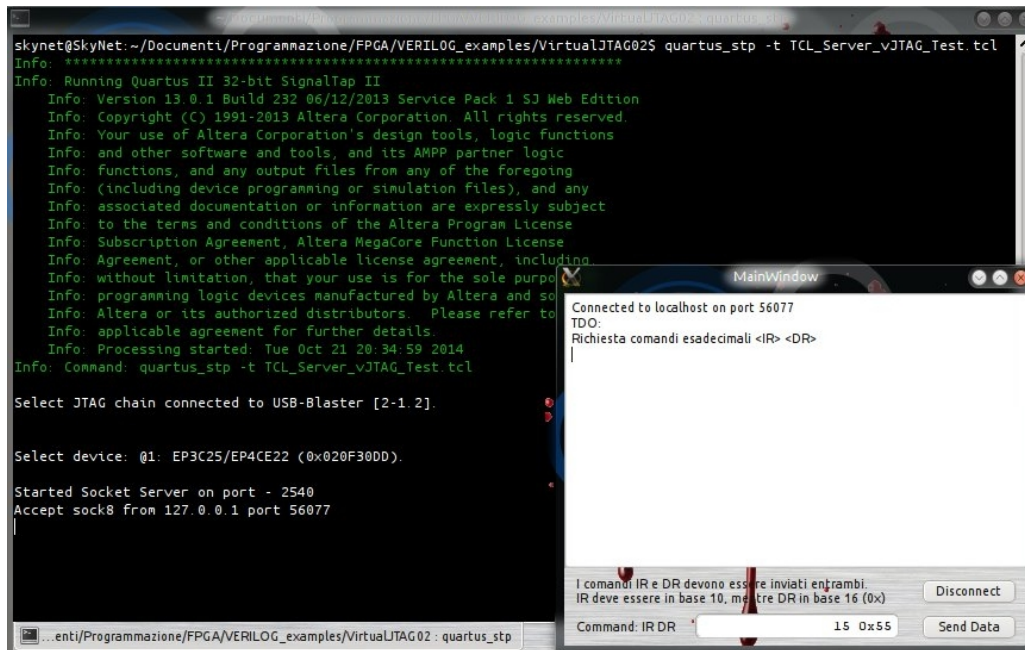 ~/Documenti/Programmazione/FPGA/VERILOG_examples/VirtualJTAG02 : quartus_stp
skynet@SkyNet:~/Documenti/Programmazione/FPGA/VERILOG_examples/VirtualJTAG02$ quartus_stp -t TCL_Server_vJTAG_Test.tcl
Info: *******************************************************************
Info: Running Quartus II 32-bit SignalTap II
Info: Version 13.0.1 Build 232 06/12/2013 Service Pack 1 SJ Web Edition
Info: Copyright (C) 1991-2013 Altera Corporation. All rights reserved.
Info: Your use of Altera Corporation's design tools, logic functions
Info: and other software and tools, and its AMPP partner logic
Info: functions, and any output files from any of the foregoing
Info: (including device programming or simulation files), and any
Info: associated documentation or information are expressly subject
Info: to the terms and conditions of the Altera Program License
Info: Subscription Agreement, Altera MegaCore Function License
Info: Agreement, or other applicable license agreement, including,
Info: without limitation, that your use is for the sole purpo
Info: programming logic devices manufactured by Altera and so
Info: Altera or its authorized distributors. Please refer to
Info: applicable agreement for further details.
Info: Processing started: Tue Oct 21 20:34:59 2014
Info: Command: quartus_stp -t TCL_Server_vJTAG_Test.tcl
Select JTAG chain connected to USB-Blaster [2-1.2].
Select device: @1: EP3C25/EP4CE22 (0x020F30DD).
Started Socket Server on port - 2540
Accept sock8 from 127.0.0.1 port 56077
...enti/Programmazione/FPGA/VERILOG_examples/VirtualJTAG02 : quartus_stp
MainWindow
Connected to localhost on port 56077
TDO:
Richiesta comandi esadecimali <IR> <DR>
I comandi IR e DR devono essere inviati entrambi.
IR deve essere in base 10, mentre DR in base 16 (0x)
Disconnect
Command: IR DR
15 0x55
Send Data